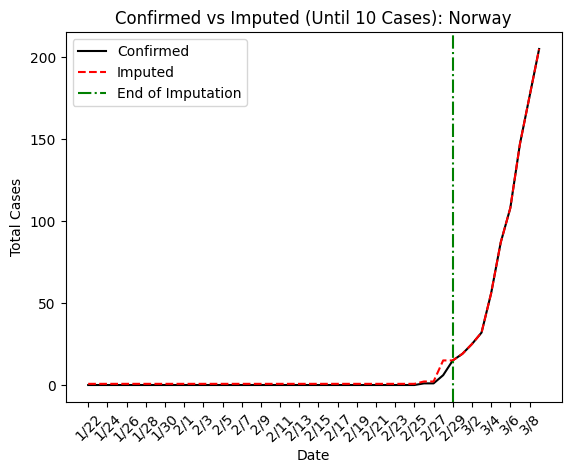 Confirmed vs Imputed (Until 10 Cases): Norway
Confirmed
Imputed
End of Imputation
200
150
100
50
0
Total Cases
1/22 1/24 1/26 1/28 1/30 2/1 2/3 2/5 2/7 2/9 2/11 2/13 2/15 2/17 2/19 2/21 2/23 2/25 2/27 2/29 3/2 3/4 3/6 3/8
Date